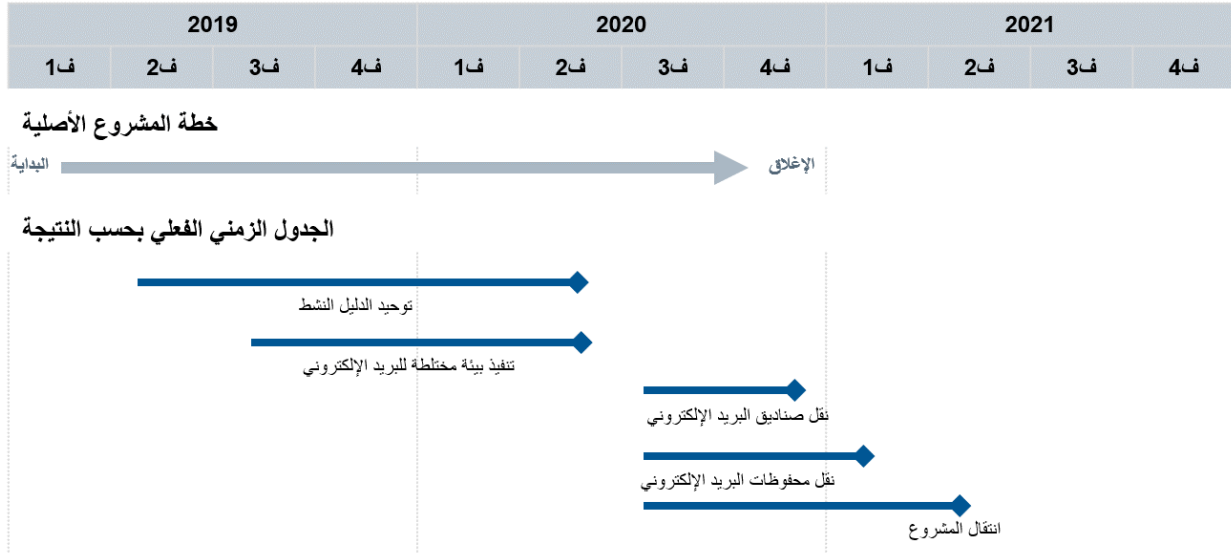 2019 2020 2021
ف1 ف2 ف3 ف4 ف1 ف2 ف3 ف4 ف1 ف2 ف3 ف4
خطة المشروع الأصلية
البداية الإغلاق
الجدول الزمني الفعلي بحسب النتيجة
توحيد الدليل النشط
تنفيذ بيئة مختلطة للبريد الإلكتروني
نقل صناديق البريد الإلكتروني
نقل محفوظات البريد الإلكتروني
انتقال المشروع